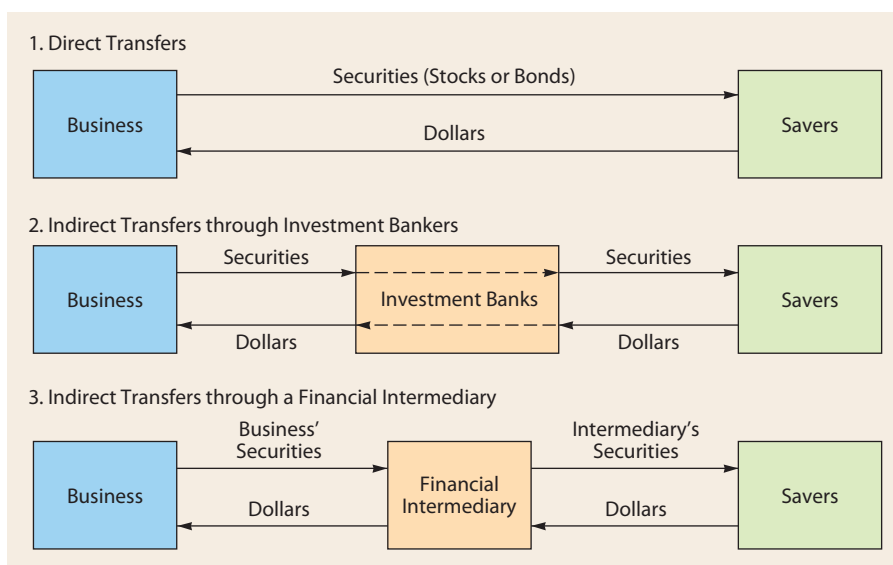 1. Direct Transfers
Securities (Stocks or Bonds)
Business
Savers
Dollars
2. Indirect Transfers through Investment Bankers
Securities
Securities
Business
Investment Banks
Savers
Dollars
Dollars
3. Indirect Transfers through a Financial Intermediary
Business’
Securities
Intermediary’s
Securities
Business
Financial
Intermediary
Savers
Dollars
Dollars